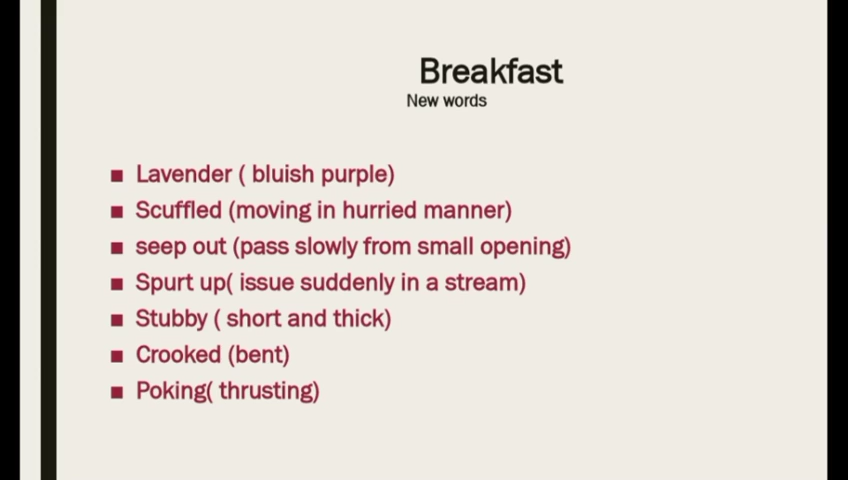 Breakfast
New words
Lavender ( bluish purple)
Scuffled (moving in hurried manner)
seep out (pass slowly from small opening)
Spurt up( issue suddenly in a stream)
Stubby ( short and thick)
Crooked (bent)
Poking( thrusting)